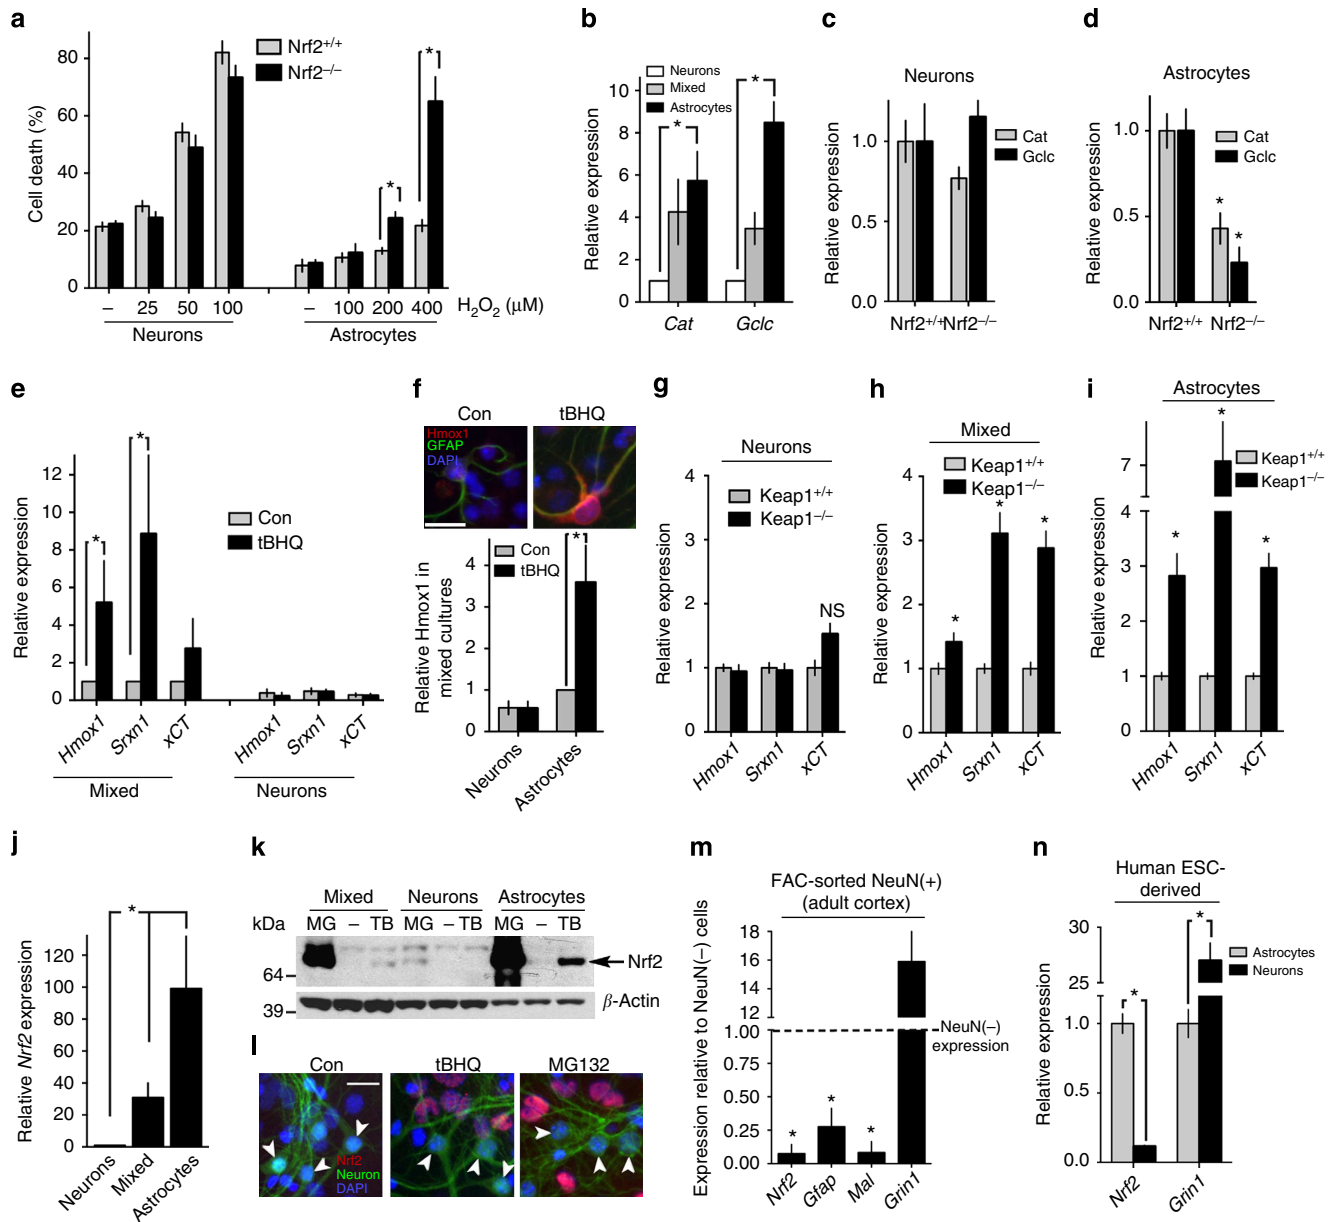 a
Cell death (%)
80
60
40
20
0
Nrf2+/+
Nrf2–/–
*
*
– 25 50 100
– 100 200 400
H2O2 (μM)
Neurons
Astrocytes
b
Relative expression
10
8
6
4
2
0
Neurons
Mixed
Astrocytes
*
*
Cat
Gclc
c
Neurons
Relative expression
1.0
0.5
0.0
Cat
Gclc
Nrf2+/+
Nrf2–/–
d
Astrocytes
Relative expression
1.0
0.5
0.0
Cat
Gclc
*
*
Nrf2+/+
Nrf2–/–
e
Relative expression
12
10
8
6
4
2
0
*
*
Con
tBHQ
Hmox1
Srxn1
xCT
Hmox1
Srxn1
xCT
Mixed
Neurons
f
Con
tBHQ
Hmox1
GFAP
DAPI
Relative Hmox1 in
mixed cultures
4
3
2
1
0
Con
tBHQ
*
Neurons
Astrocytes
g
Neurons
Relative expression
4
3
2
1
0
Keap1+/+
Keap1–/–
NS
Hmox1
Srxn1
xCT
h
Mixed
Relative expression
4
3
2
1
0
Keap1+/+
Keap1–/–
*
*
*
Hmox1
Srxn1
xCT
i
Astrocytes
Relative expression
7
4
3
2
1
0
Keap1+/+
Keap1–/–
*
*
*
Hmox1
Srxn1
xCT
j
Relative Nrf2 expression
120
100
80
60
40
20
0
*
Neurons
Mixed
Astrocytes
k
Mixed
Neurons
Astrocytes
kDa
MG – TB MG – TB MG – TB
64
39
Nrf2
β-Actin
l
Con
tBHQ
MG132
Nrf2
Neuron
DAPI
m
FAC-sorted NeuN(+)
(adult cortex)
Expression relative to NeuN(–) cells
18
16
14
12
1.00
0.75
0.50
0.25
0.00
NeuN(–)
expression
*
*
*
Nrf2
Gfap
Mal
Grin1
n
Human ESC-
derived
Relative expression
30
25
1.0
0.5
0.0
Astrocytes
Neurons
*
*
Nrf2
Grin1